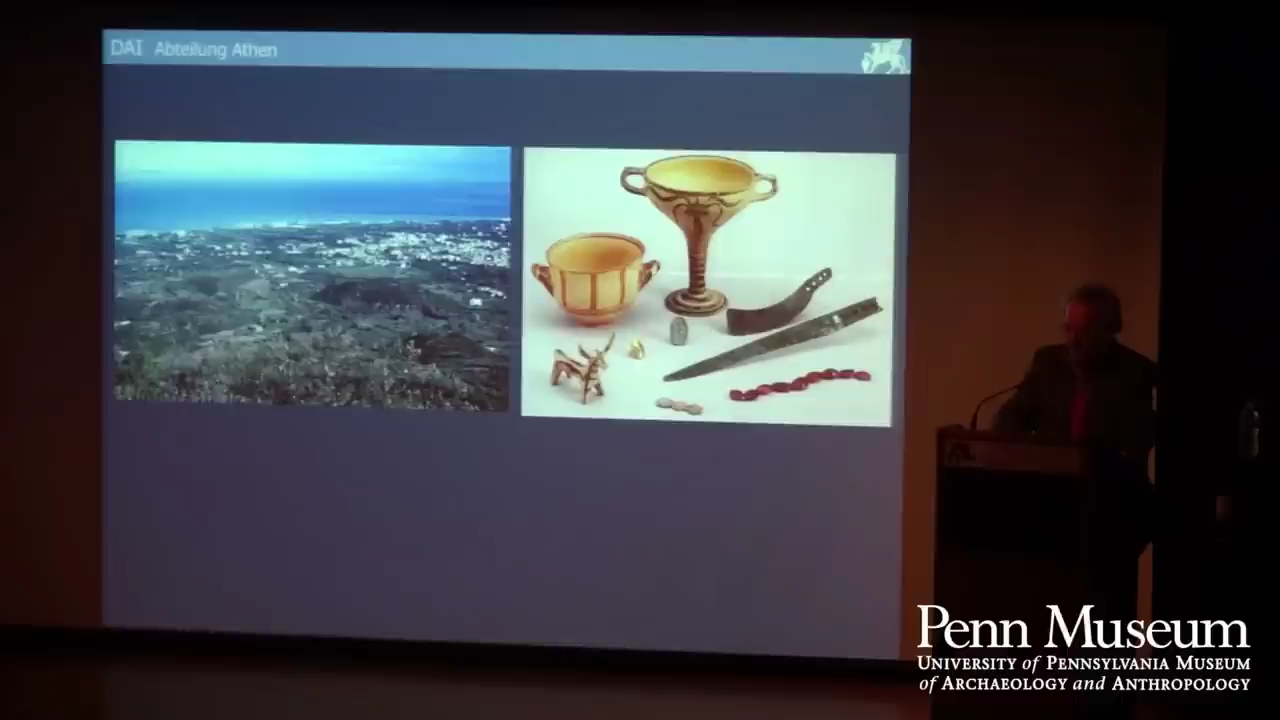 DAI Abteilung Athen
Penn Museum
UNIVERSITY of PENNSYLVANIA MUSEUM
of ARCHAEOLOGY and ANTHROPOLOGY